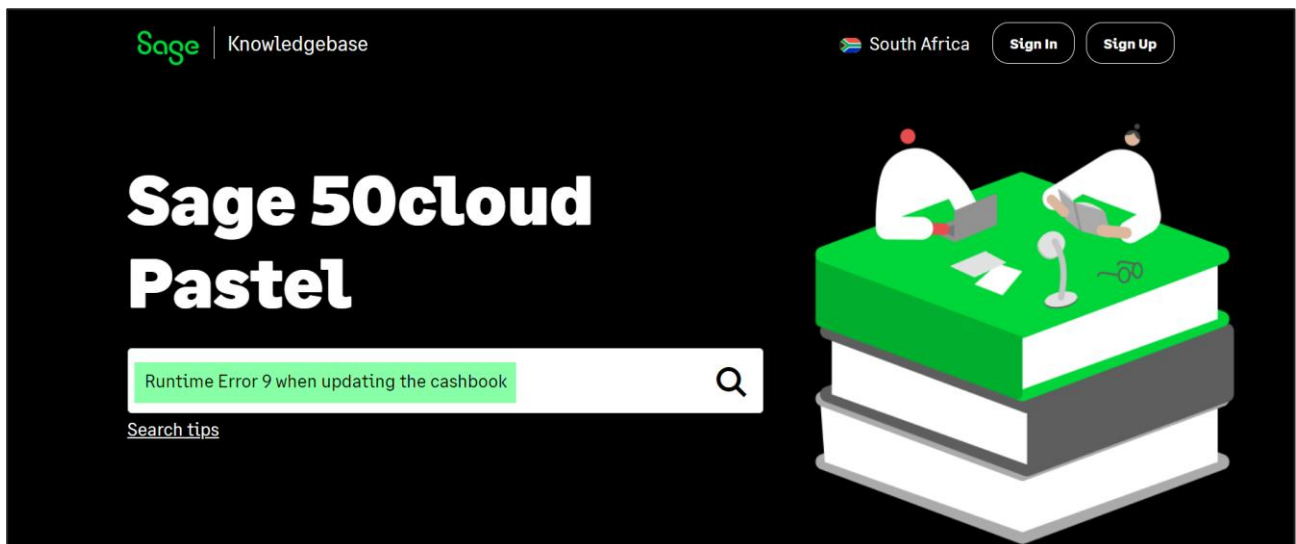 Sage Knowledgebase South Africa Sign In Sign Up
Sage 50cloud
Pastel
Runtime Error 9 when updating the cashbook
Search tips